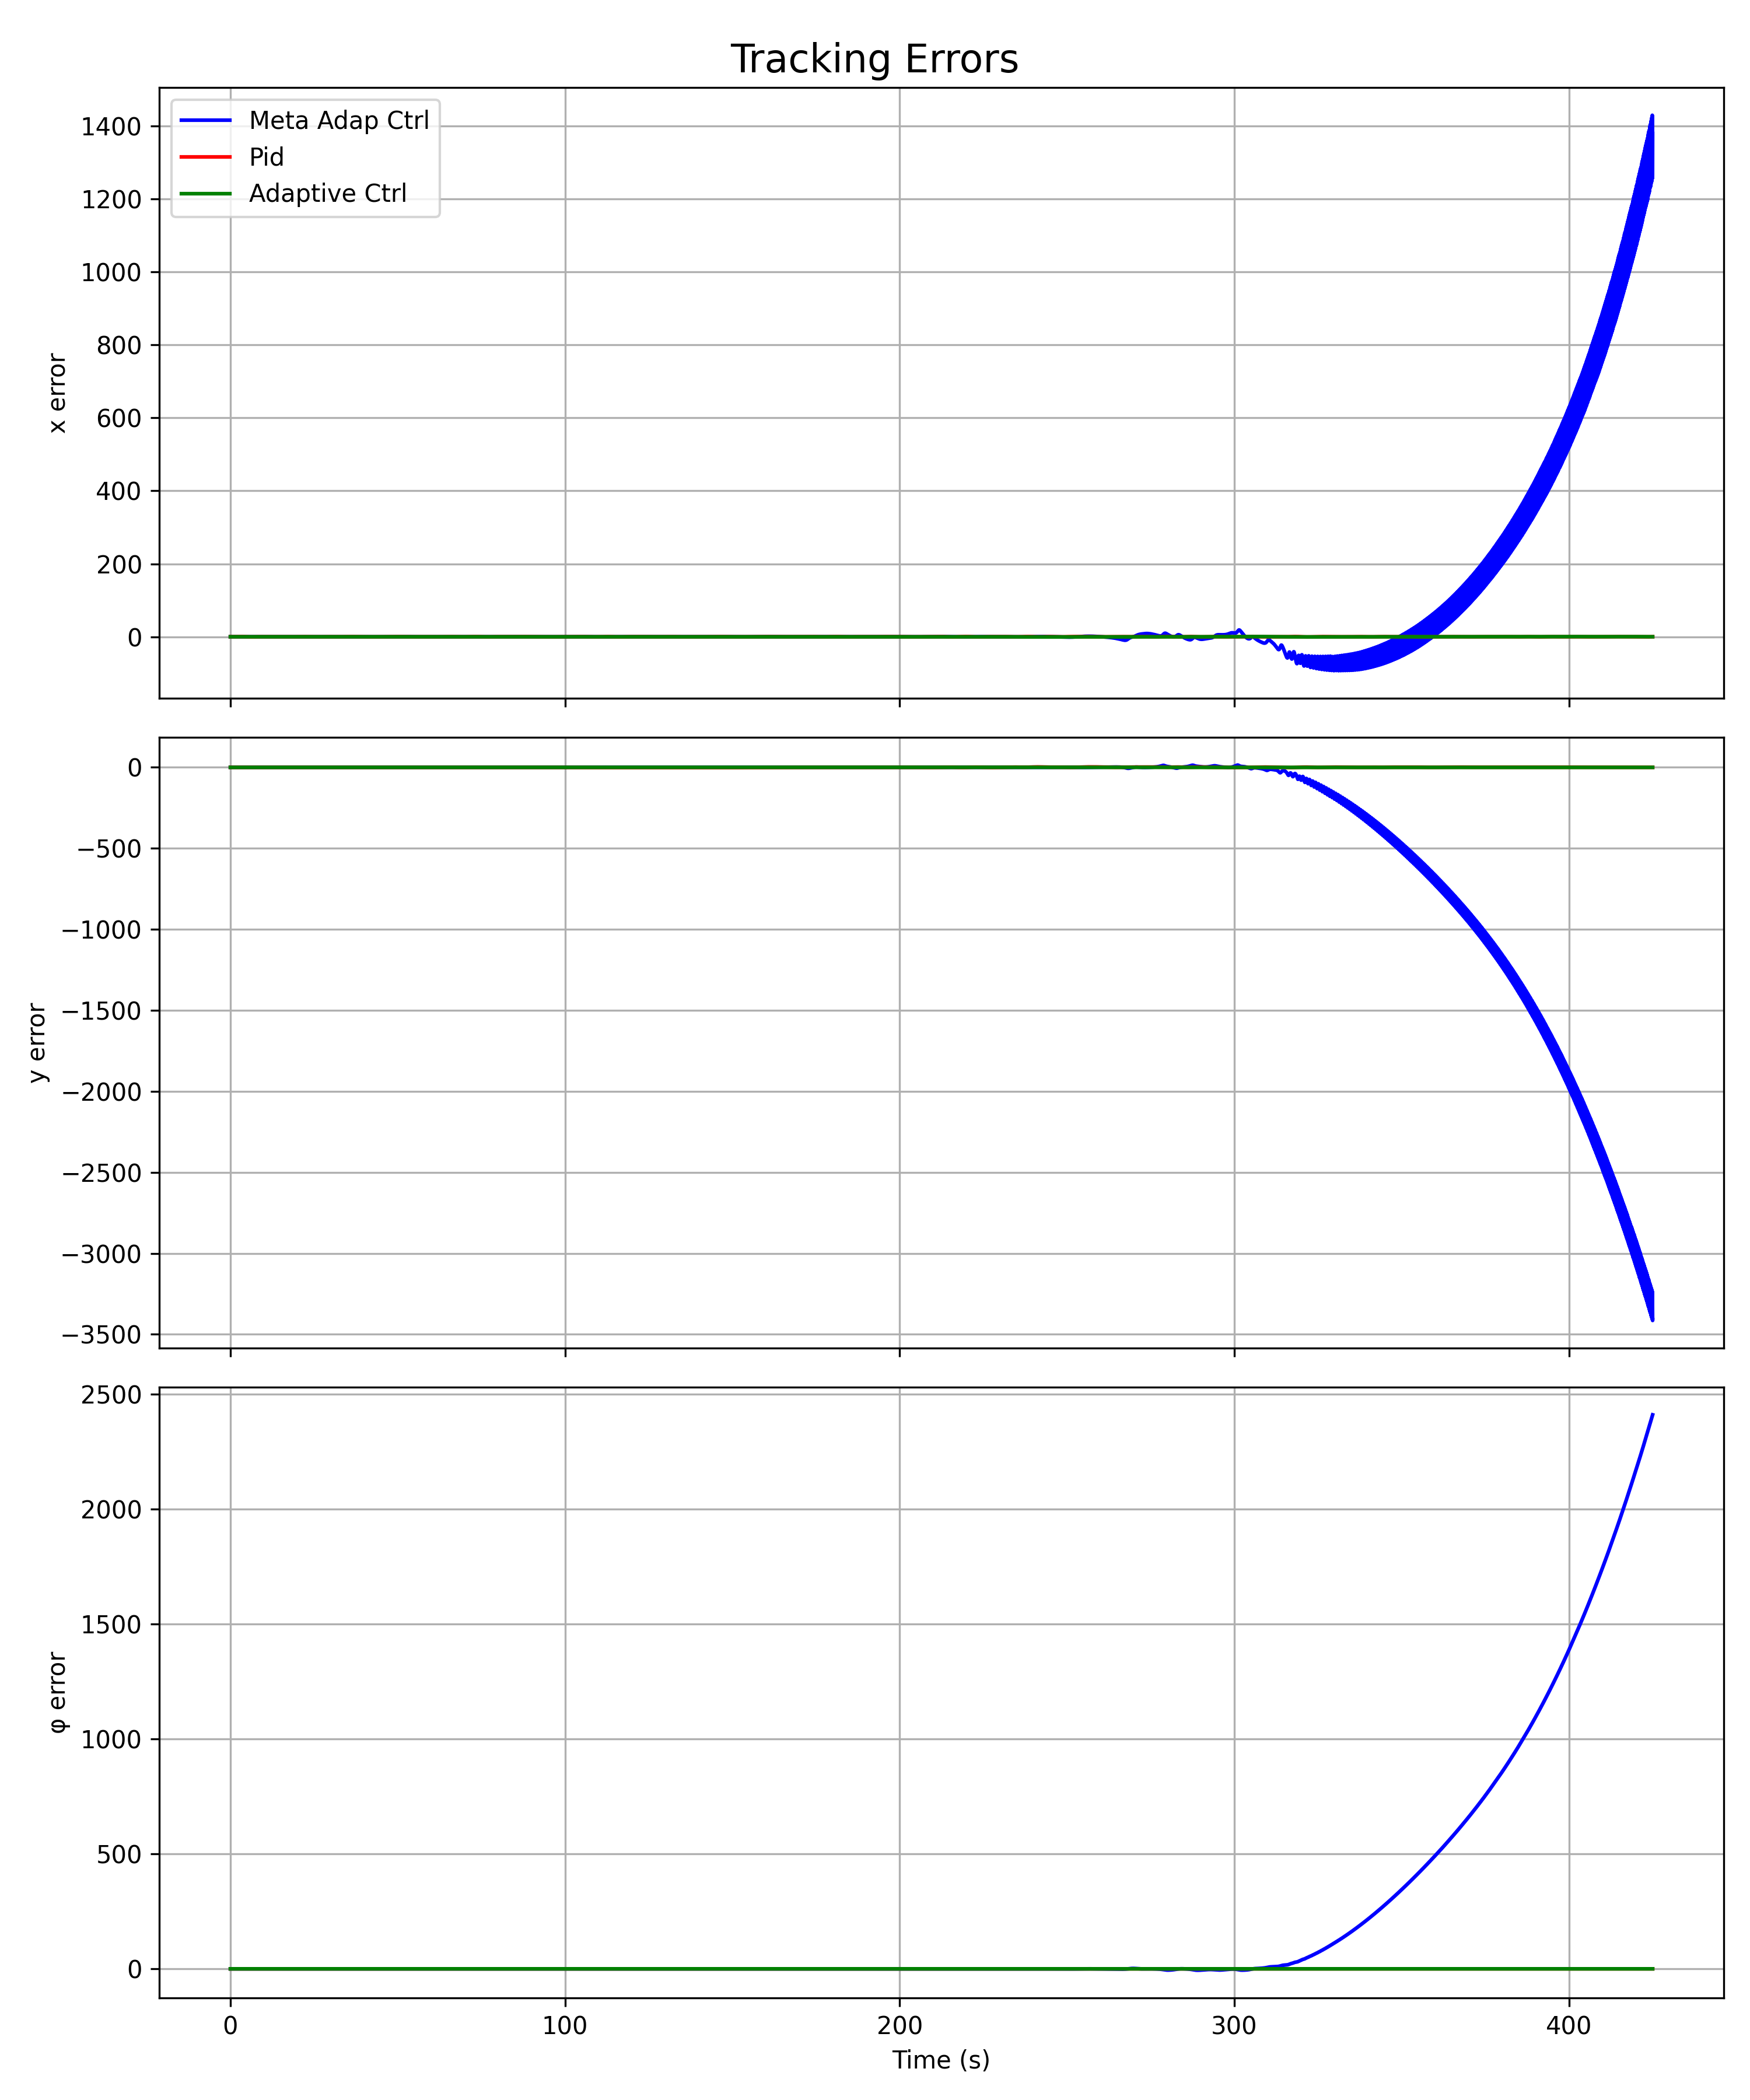 Tracking Errors
Meta Adap Ctrl
Pid
Adaptive Ctrl
1400
1200
1000
800
600
400
200
0
x error
0
−500
−1000
−1500
−2000
−2500
−3000
−3500
y error
2500
2000
1500
1000
500
0
φ error
0 100 200 300 400
Time (s)